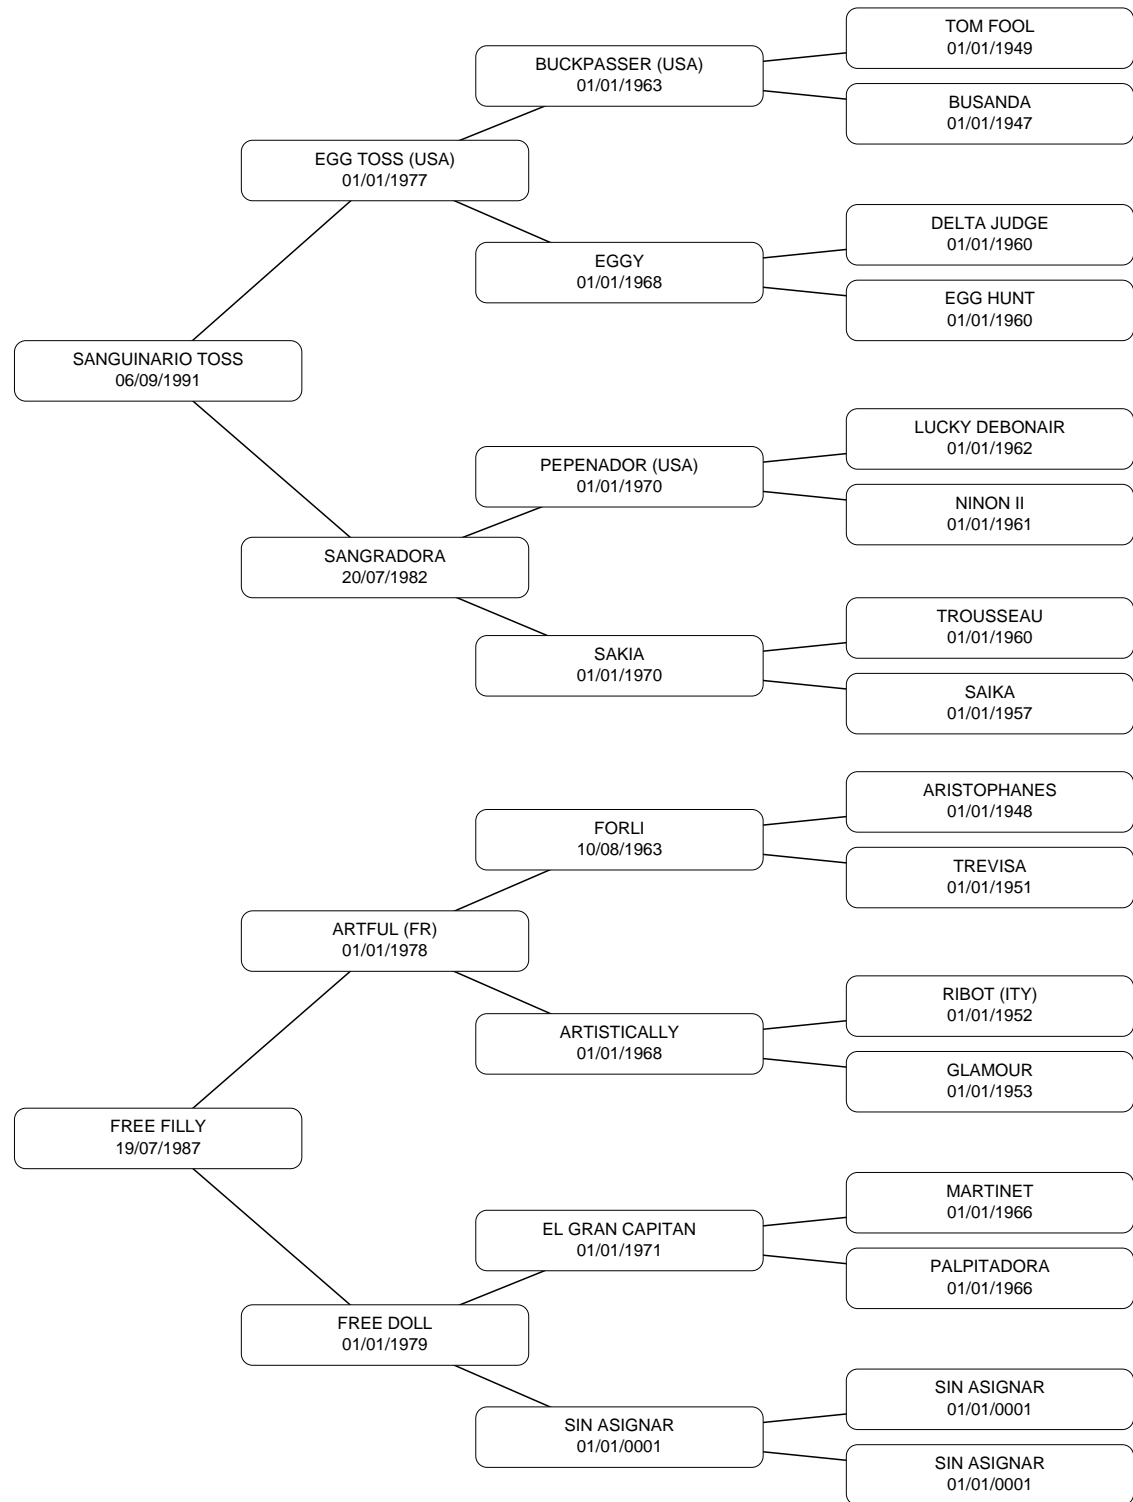 TOM FOOL
01/01/1949
BUCKPASSER (USA)
01/01/1963
BUSANDA
01/01/1947
EGG TOSS (USA)
01/01/1977
DELTA JUDGE
01/01/1960
EGGY
01/01/1968
EGG HUNT
01/01/1960
SANGUINARIO TOSS
06/09/1991
LUCKY DEBONAIR
01/01/1962
PEPENADOR (USA)
01/01/1970
NINON II
01/01/1961
SANGRADORA
20/07/1982
TROUSSEAU
01/01/1960
SAKIA
01/01/1970
SAIKA
01/01/1957
ARISTOPHANES
01/01/1948
FORLI
10/08/1963
TREVISA
01/01/1951
ARTFUL (FR)
01/01/1978
RIBOT (ITY)
01/01/1952
ARTISTICALLY
01/01/1968
GLAMOUR
01/01/1953
FREE FILLY
19/07/1987
MARTINET
01/01/1966
EL GRAN CAPITAN
01/01/1971
PALPITADORA
01/01/1966
FREE DOLL
01/01/1979
SIN ASIGNAR
01/01/0001
SIN ASIGNAR
01/01/0001
SIN ASIGNAR
01/01/0001